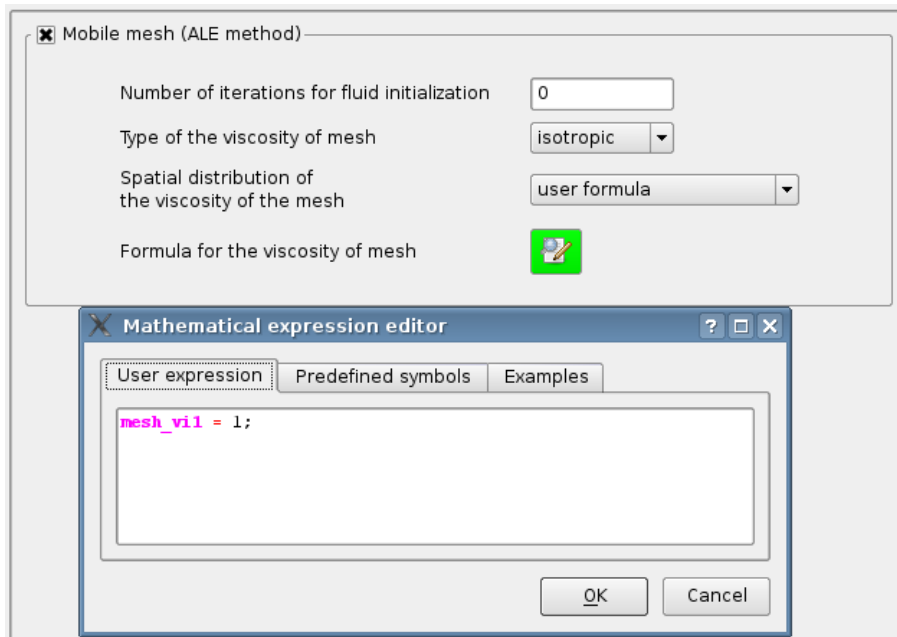 Mobile mesh (ALE method)
Number of iterations for fluid initialization
0
Type of the viscosity of mesh
isotropic
Spatial distribution of
the viscosity of the mesh
user formula
Formula for the viscosity of mesh
Mathematical expression editor
User expression
Predefined symbols
Examples
mesh_vi1 = 1;
OK
Cancel